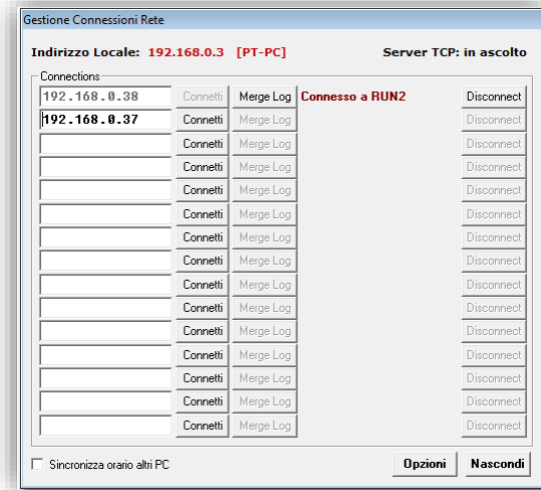 Gestione Connessioni Rete
Indirizzo Locale: 192.168.0.3 [PT-PC] Server TCP: in ascolto
Connections
192.168.0.38 Connetti Merge Log Connesso a RUN2 Disconnect
192.168.0.37 Connetti Merge Log Disconnect
Connetti Merge Log Disconnect
Connetti Merge Log Disconnect
Connetti Merge Log Disconnect
Connetti Merge Log Disconnect
Connetti Merge Log Disconnect
Connetti Merge Log Disconnect
Connetti Merge Log Disconnect
Connetti Merge Log Disconnect
Connetti Merge Log Disconnect
Connetti Merge Log Disconnect
Connetti Merge Log Disconnect
Connetti Merge Log Disconnect
Connetti Merge Log Disconnect
Sincronizza orario altri PC Opzioni Nascondi